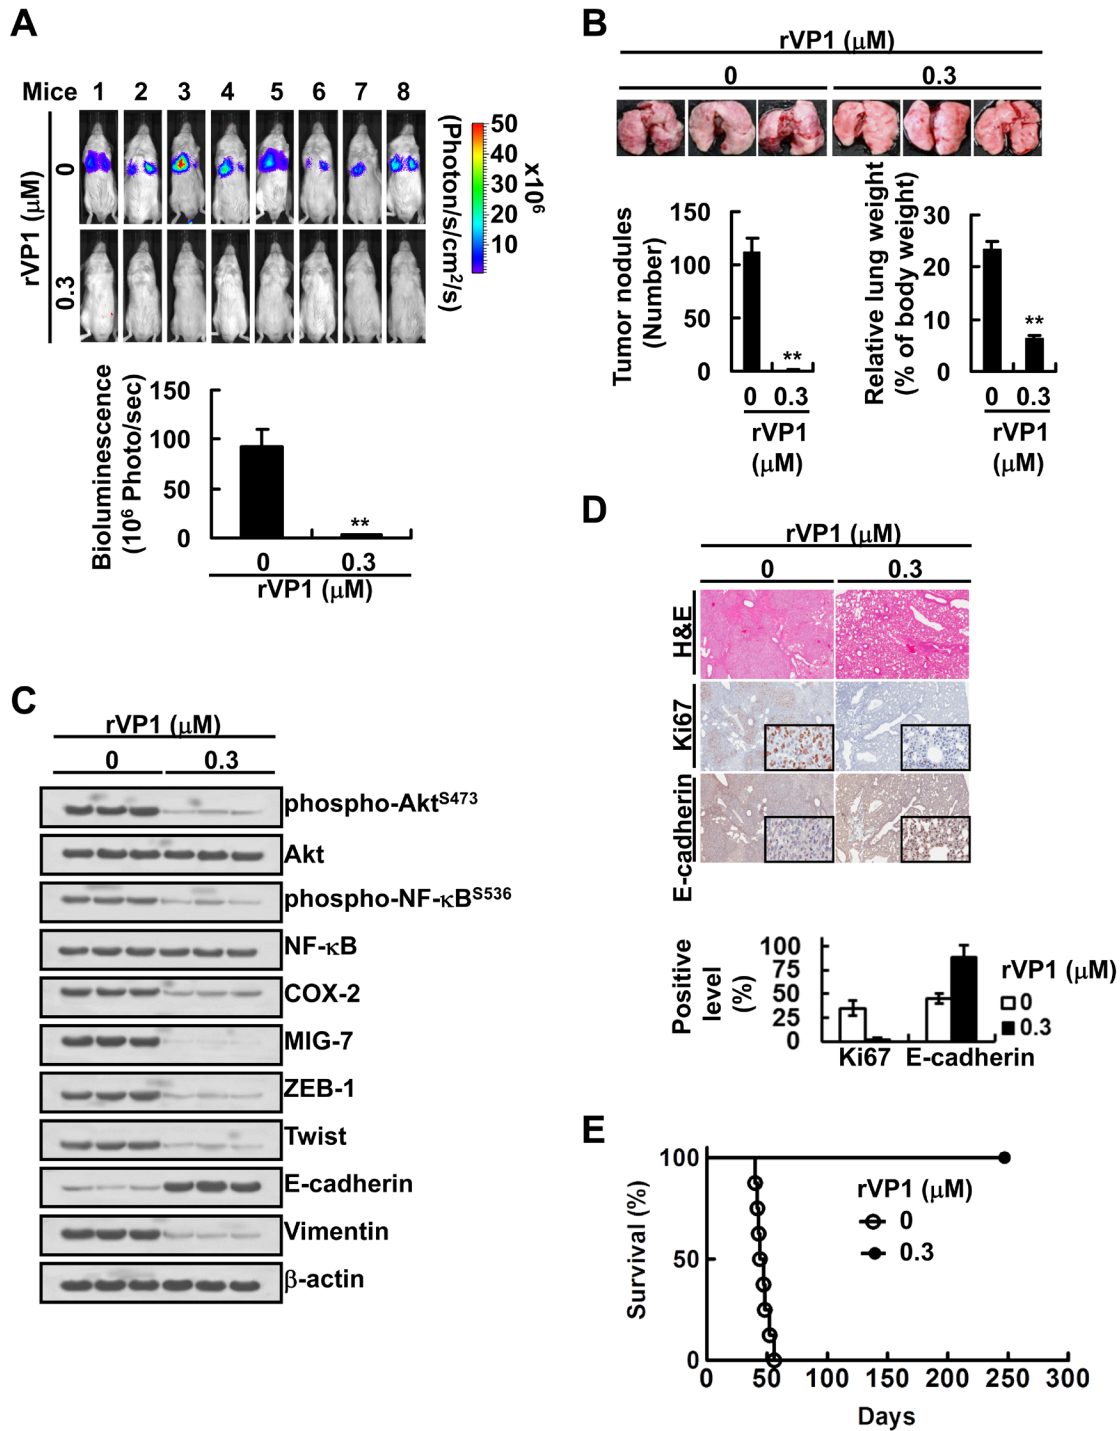 A
Mice 1 2 3 4 5 6 7 8
rVP1 (μM)
0
0.3
50
40
30
20
10
x10⁶
(Photon/s/cm²/s)
Bioluminescence
(10⁶ Photo/sec)
150
100
50
0
**
0 0.3
rVP1 (μM)
B
rVP1 (μM)
0 0.3
Tumor nodules
(Number)
150
100
50
0
**
0 0.3
rVP1
(μM)
Relative lung weight
(% of body weight)
30
20
10
0
**
0 0.3
rVP1
(μM)
C
rVP1 (μM)
0 0.3
phospho-Akt^S473
Akt
phospho-NF-κB^S536
NF-κB
COX-2
MIG-7
ZEB-1
Twist
E-cadherin
Vimentin
β-actin
D
rVP1 (μM)
0 0.3
H&E
Ki67
E-cadherin
Positive
level
(%)
100
75
50
25
0
Ki67 E-cadherin
rVP1 (μM)
0
0.3
E
Survival (%)
100
50
0
rVP1 (μM)
0
0.3
0 50 100 150 200 250 300
Days